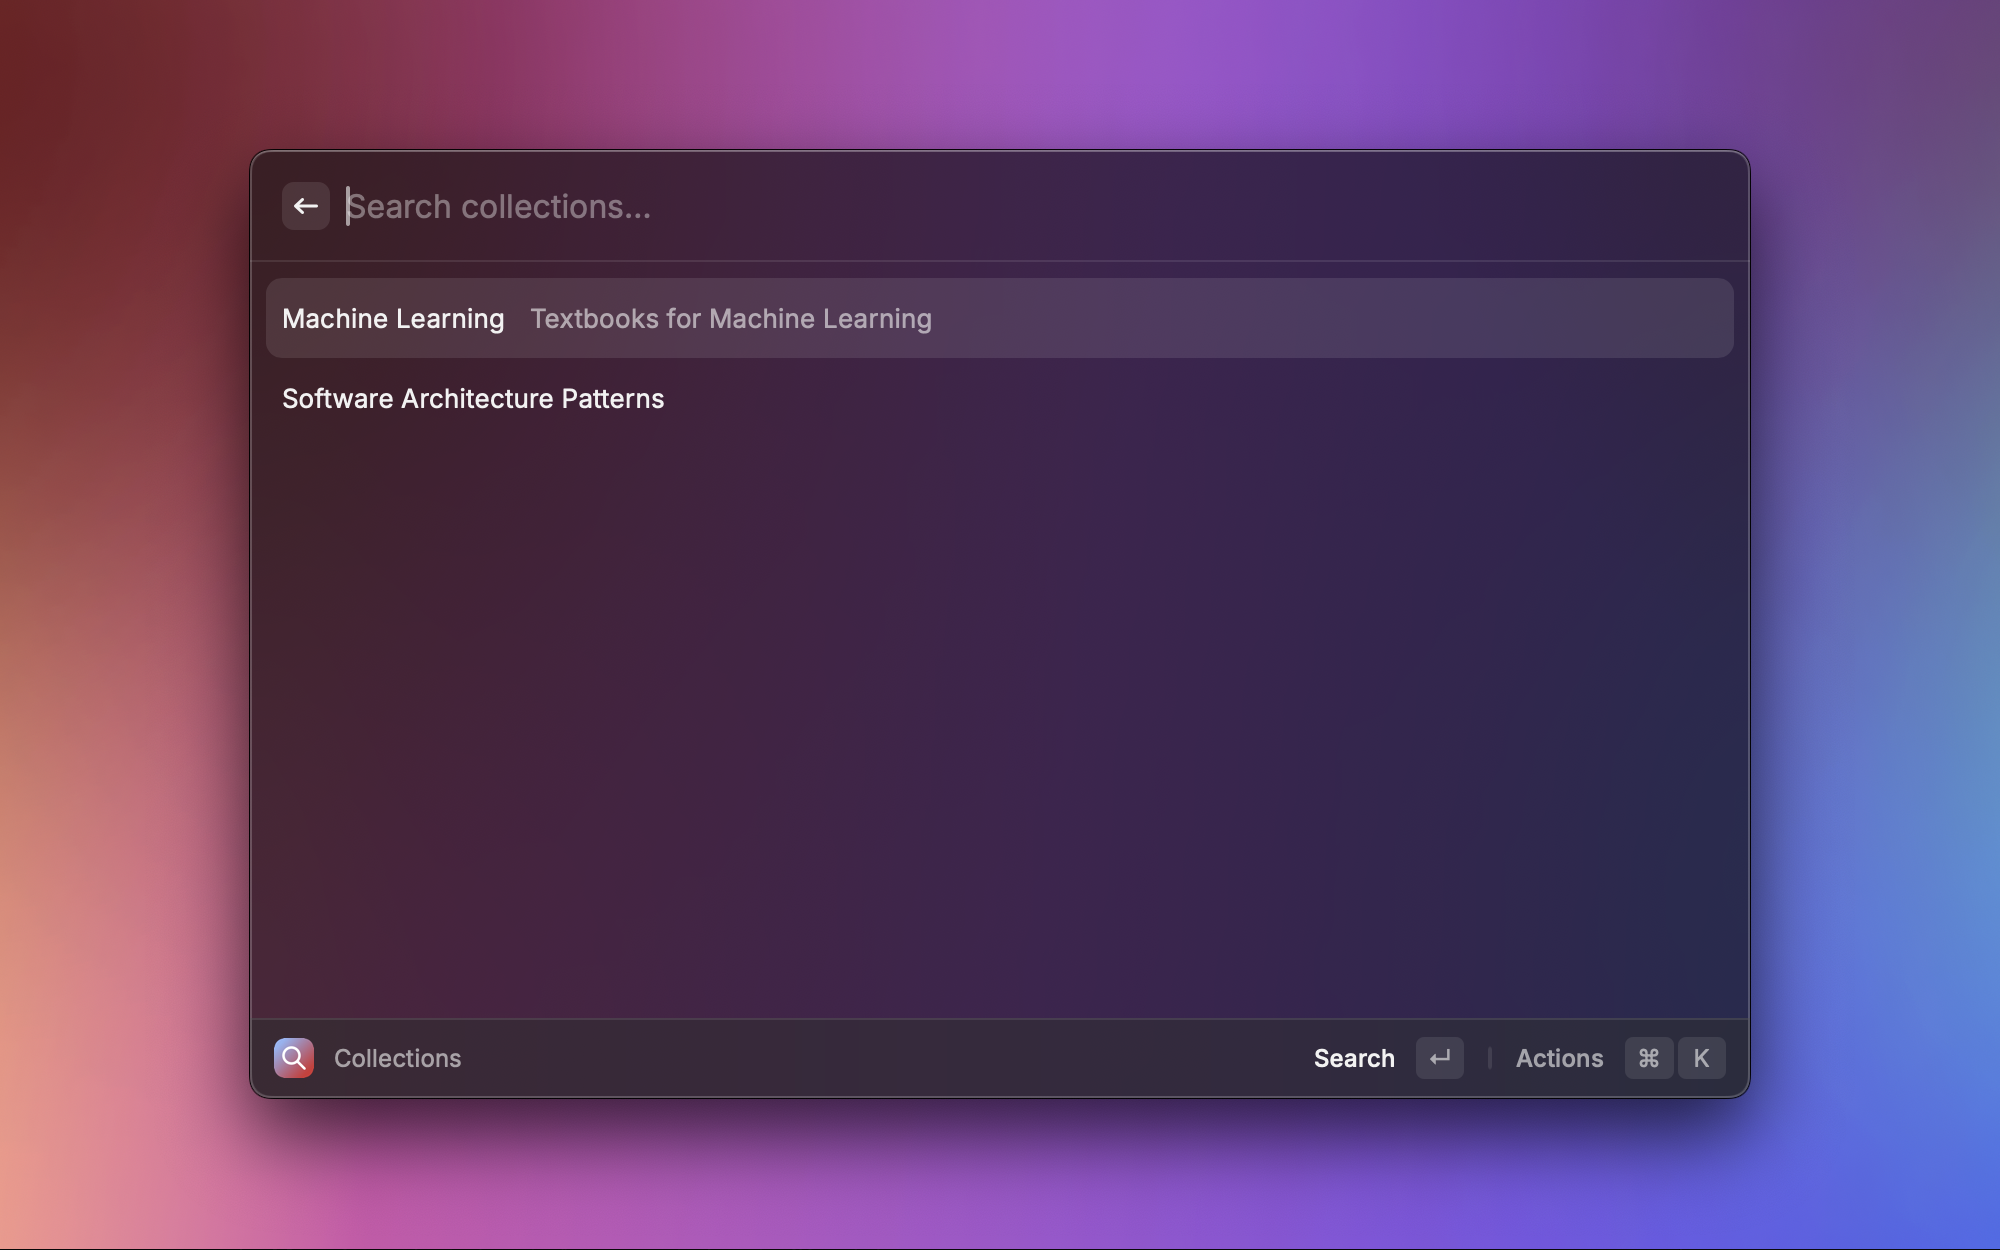 Search collections...
Machine Learning Textbooks for Machine Learning
Software Architecture Patterns
Collections Search ↵ Actions ⌘ K